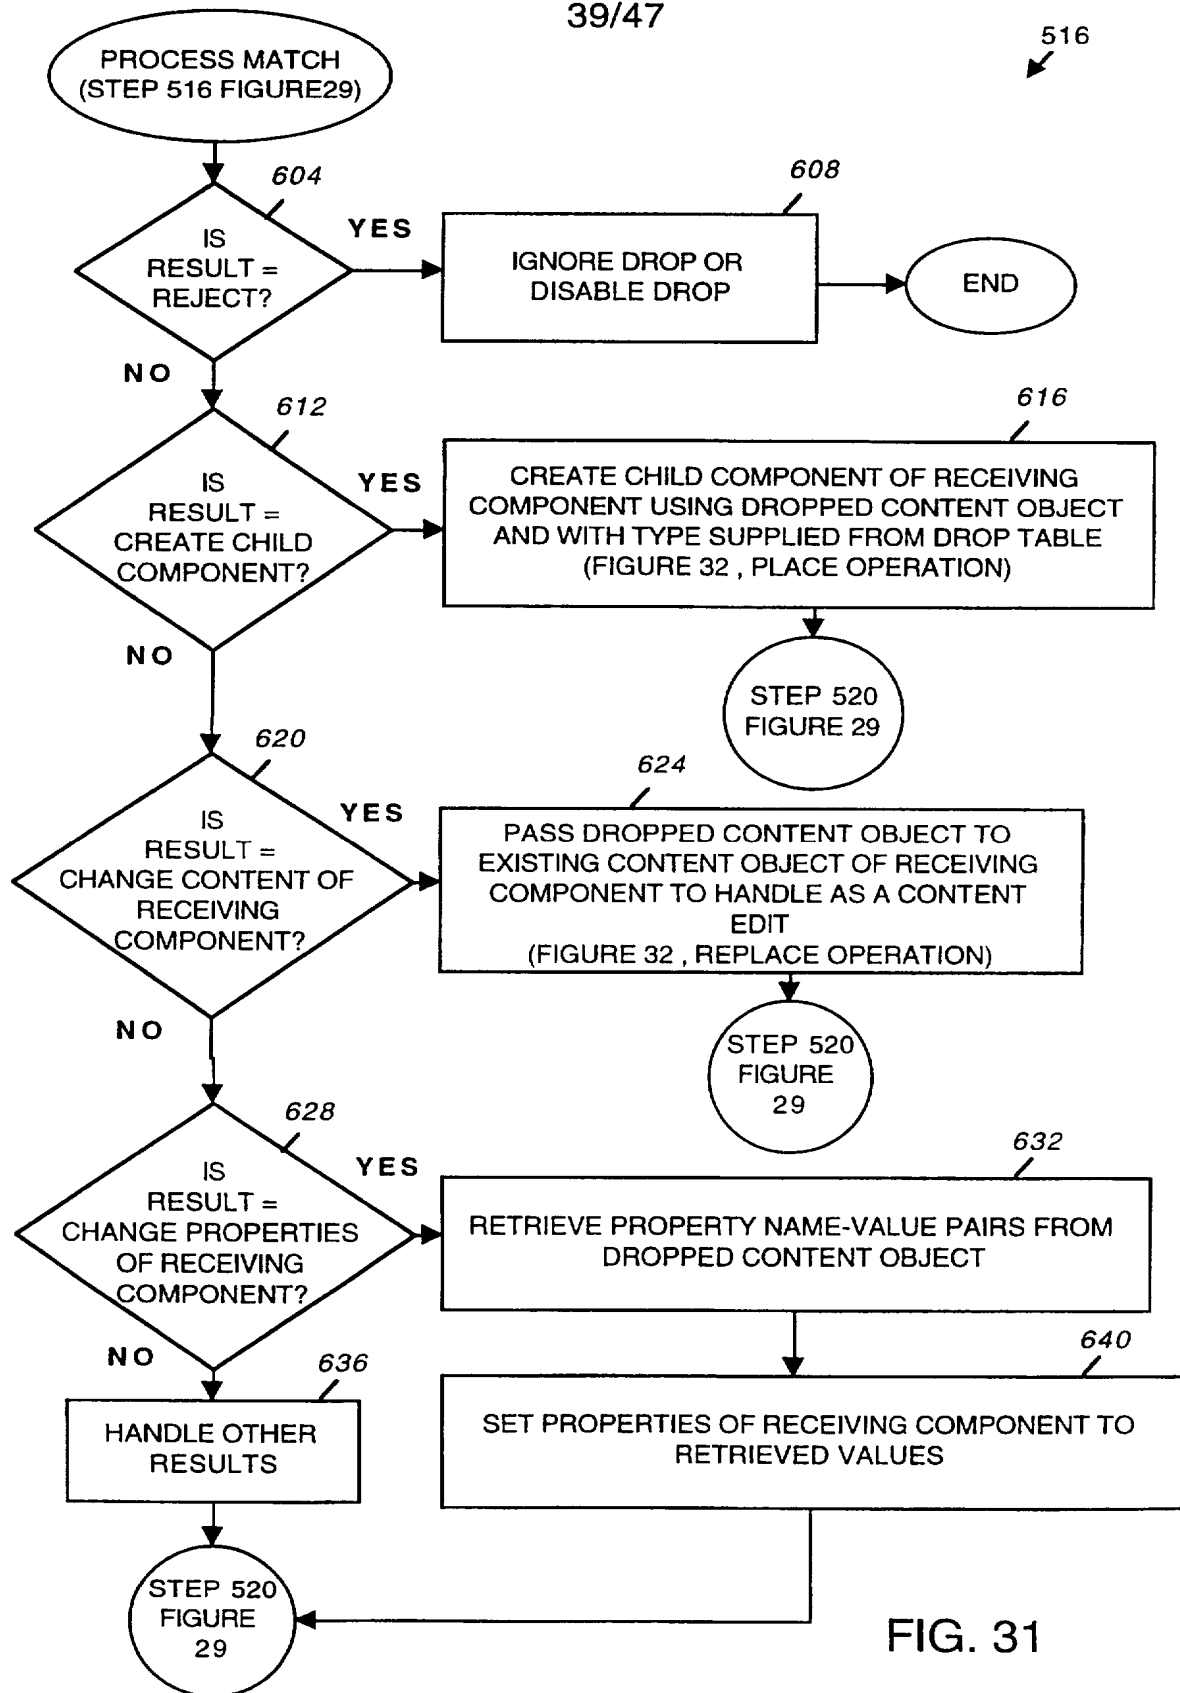 39/47
516
PROCESS MATCH
(STEP 516 FIGURE29)
604
IS
RESULT =
REJECT?
YES
608
IGNORE DROP OR
DISABLE DROP
END
NO
612
IS
RESULT =
CREATE CHILD
COMPONENT?
YES
616
CREATE CHILD COMPONENT OF RECEIVING
COMPONENT USING DROPPED CONTENT OBJECT
AND WITH TYPE SUPPLIED FROM DROP TABLE
(FIGURE 32 , PLACE OPERATION)
STEP 520
FIGURE 29
NO
620
IS
RESULT =
CHANGE CONTENT OF
RECEIVING
COMPONENT?
YES
624
PASS DROPPED CONTENT OBJECT TO
EXISTING CONTENT OBJECT OF RECEIVING
COMPONENT TO HANDLE AS A CONTENT
EDIT
(FIGURE 32 , REPLACE OPERATION)
STEP 520
FIGURE
29
NO
628
IS
RESULT =
CHANGE PROPERTIES
OF RECEIVING
COMPONENT?
YES
632
RETRIEVE PROPERTY NAME-VALUE PAIRS FROM
DROPPED CONTENT OBJECT
640
SET PROPERTIES OF RECEIVING COMPONENT TO
RETRIEVED VALUES
NO
636
HANDLE OTHER
RESULTS
STEP 520
FIGURE
29
FIG. 31